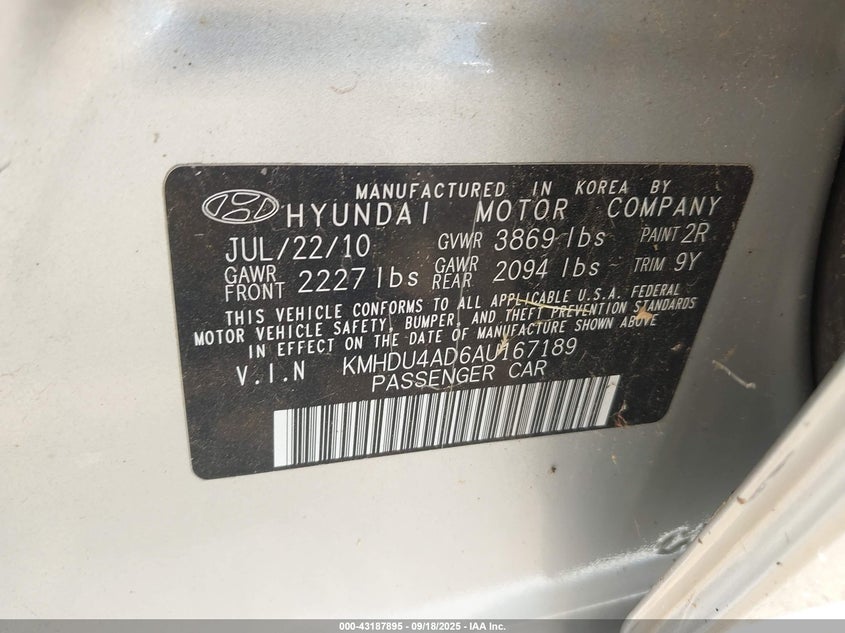 MANUFACTURED IN KOREA BY
HYUNDAI MOTOR COMPANY
JUL/22/10 GVWR 3869 lbs PAINT 2R
GAWR FRONT 2227 lbs GAWR REAR 2094 lbs TRIM 9Y
THIS VEHICLE CONFORMS TO ALL APPLICABLE U.S.A. FEDERAL
MOTOR VEHICLE SAFETY, BUMPER, AND THEFT PREVENTION STANDARDS
IN EFFECT ON THE DATE OF MANUFACTURE SHOWN ABOVE
V.I.N KMHDU4AD6AU167189
PASSENGER CAR
000-43187895 - 09/18/2025 - IAA Inc.